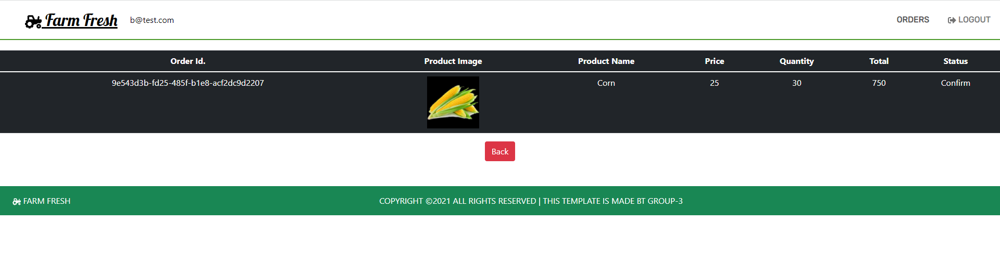 Farm Fresh b@test.com ORDERS LOGOUT
Order Id. Product Image Product Name Price Quantity Total Status
9e543d3b-fd25-485f-b1e8-acf2dc9d2207 Corn 25 30 750 Confirm
Back
FARM FRESH COPYRIGHT ©2021 ALL RIGHTS RESERVED | THIS TEMPLATE IS MADE BT GROUP-3